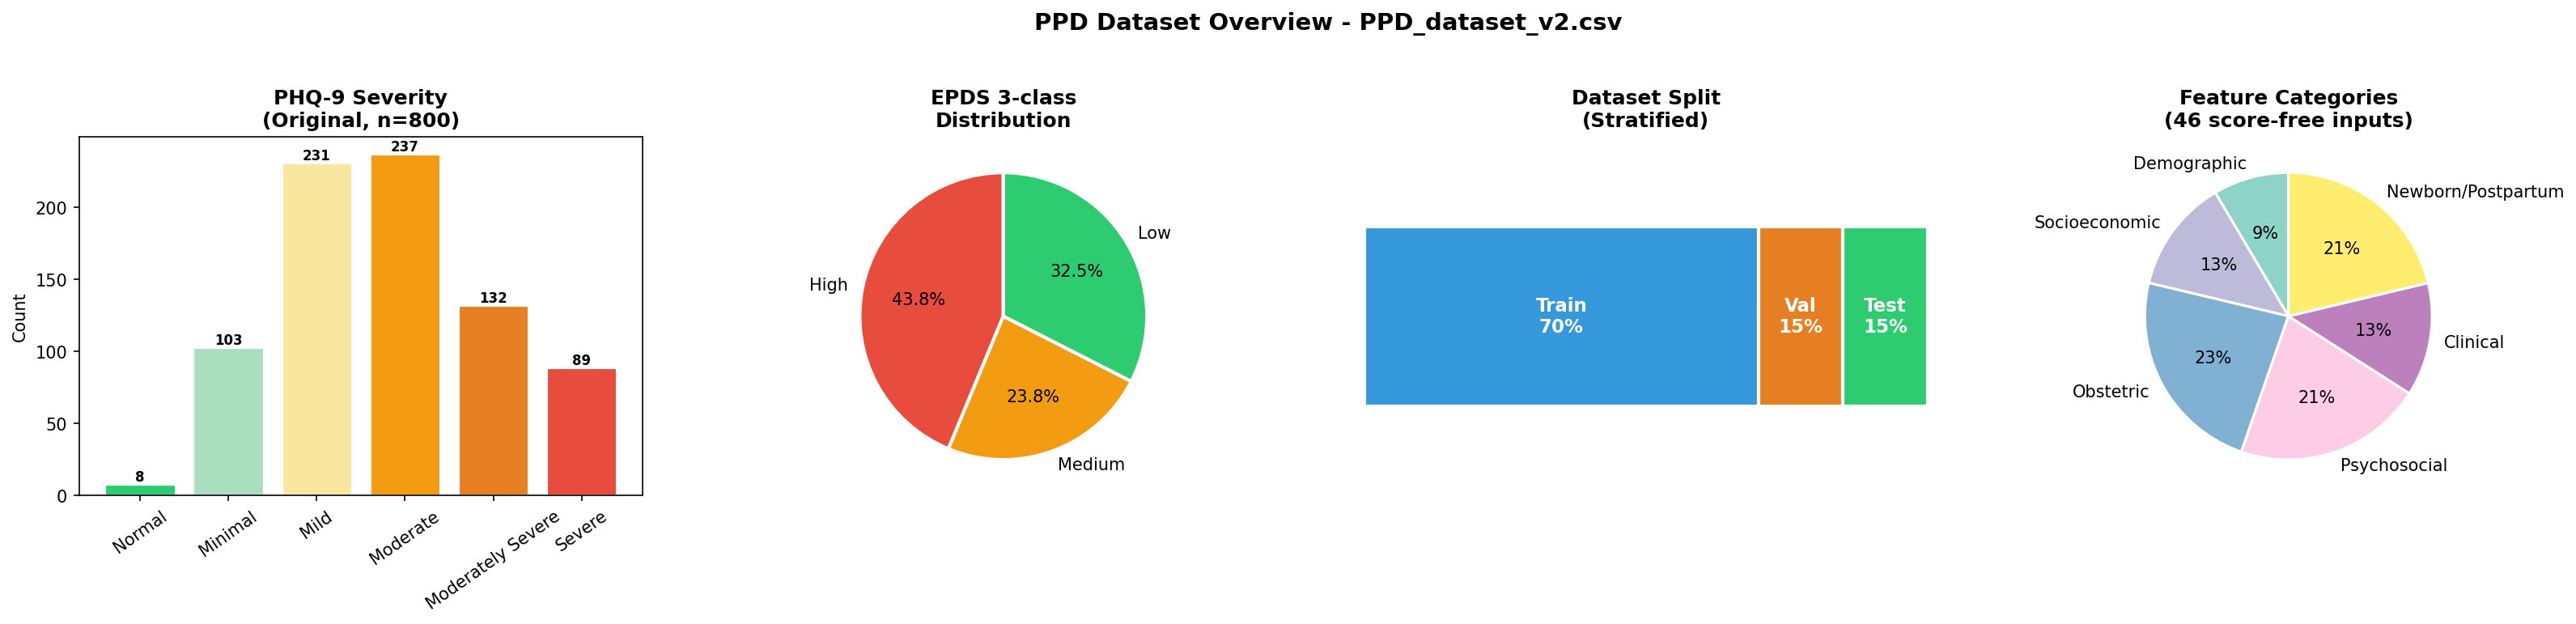 PPD Dataset Overview - PPD_dataset_v2.csv
PHQ-9 Severity
(Original, n=800)
Count
200
150
100
50
0
8
103
231
237
132
89
Normal
Minimal
Mild
Moderate
Moderately Severe
Severe
EPDS 3-class
Distribution
Low
32.5%
High
43.8%
Medium
23.8%
Dataset Split
(Stratified)
Train
70%
Val
15%
Test
15%
Feature Categories
(46 score-free inputs)
Demographic
9%
Socioeconomic
13%
Obstetric
23%
Psychosocial
21%
Clinical
13%
Newborn/Postpartum
21%